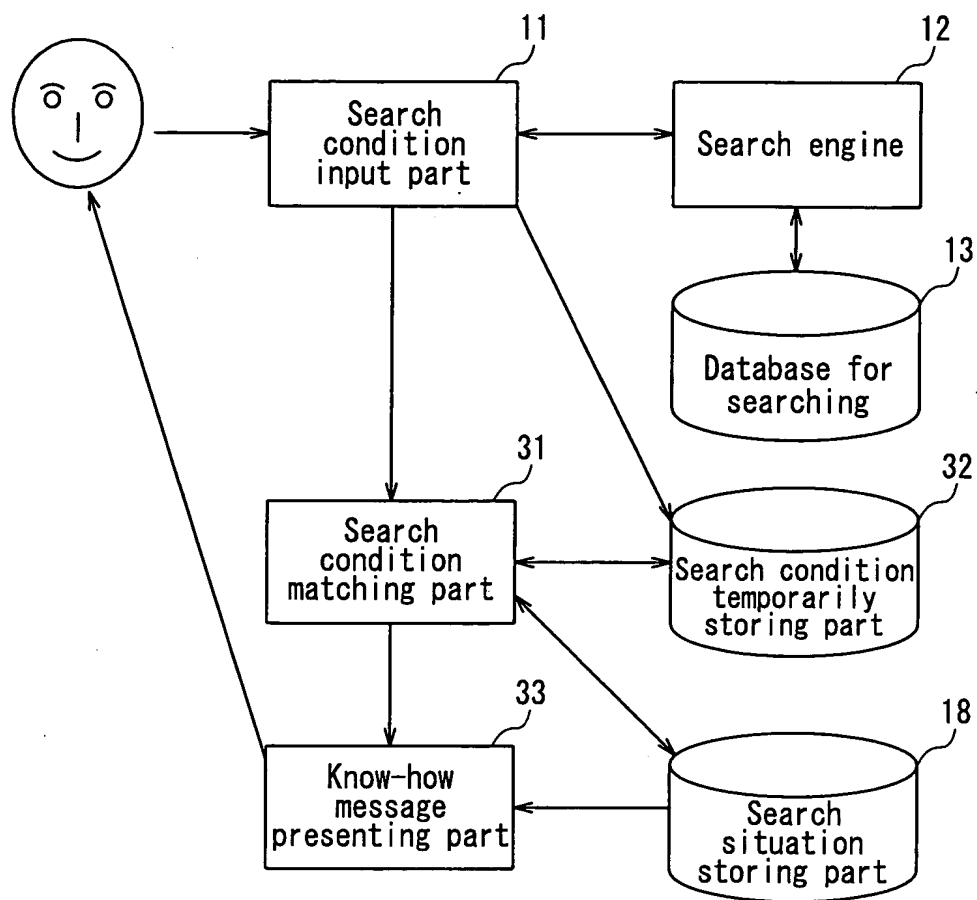 11
Search
condition
input part
12
Search engine
13
Database for
searching
31
Search
condition
matching part
32
Search condition
temporarily
storing part
33
Know-how
message
presenting part
18
Search
situation
storing part